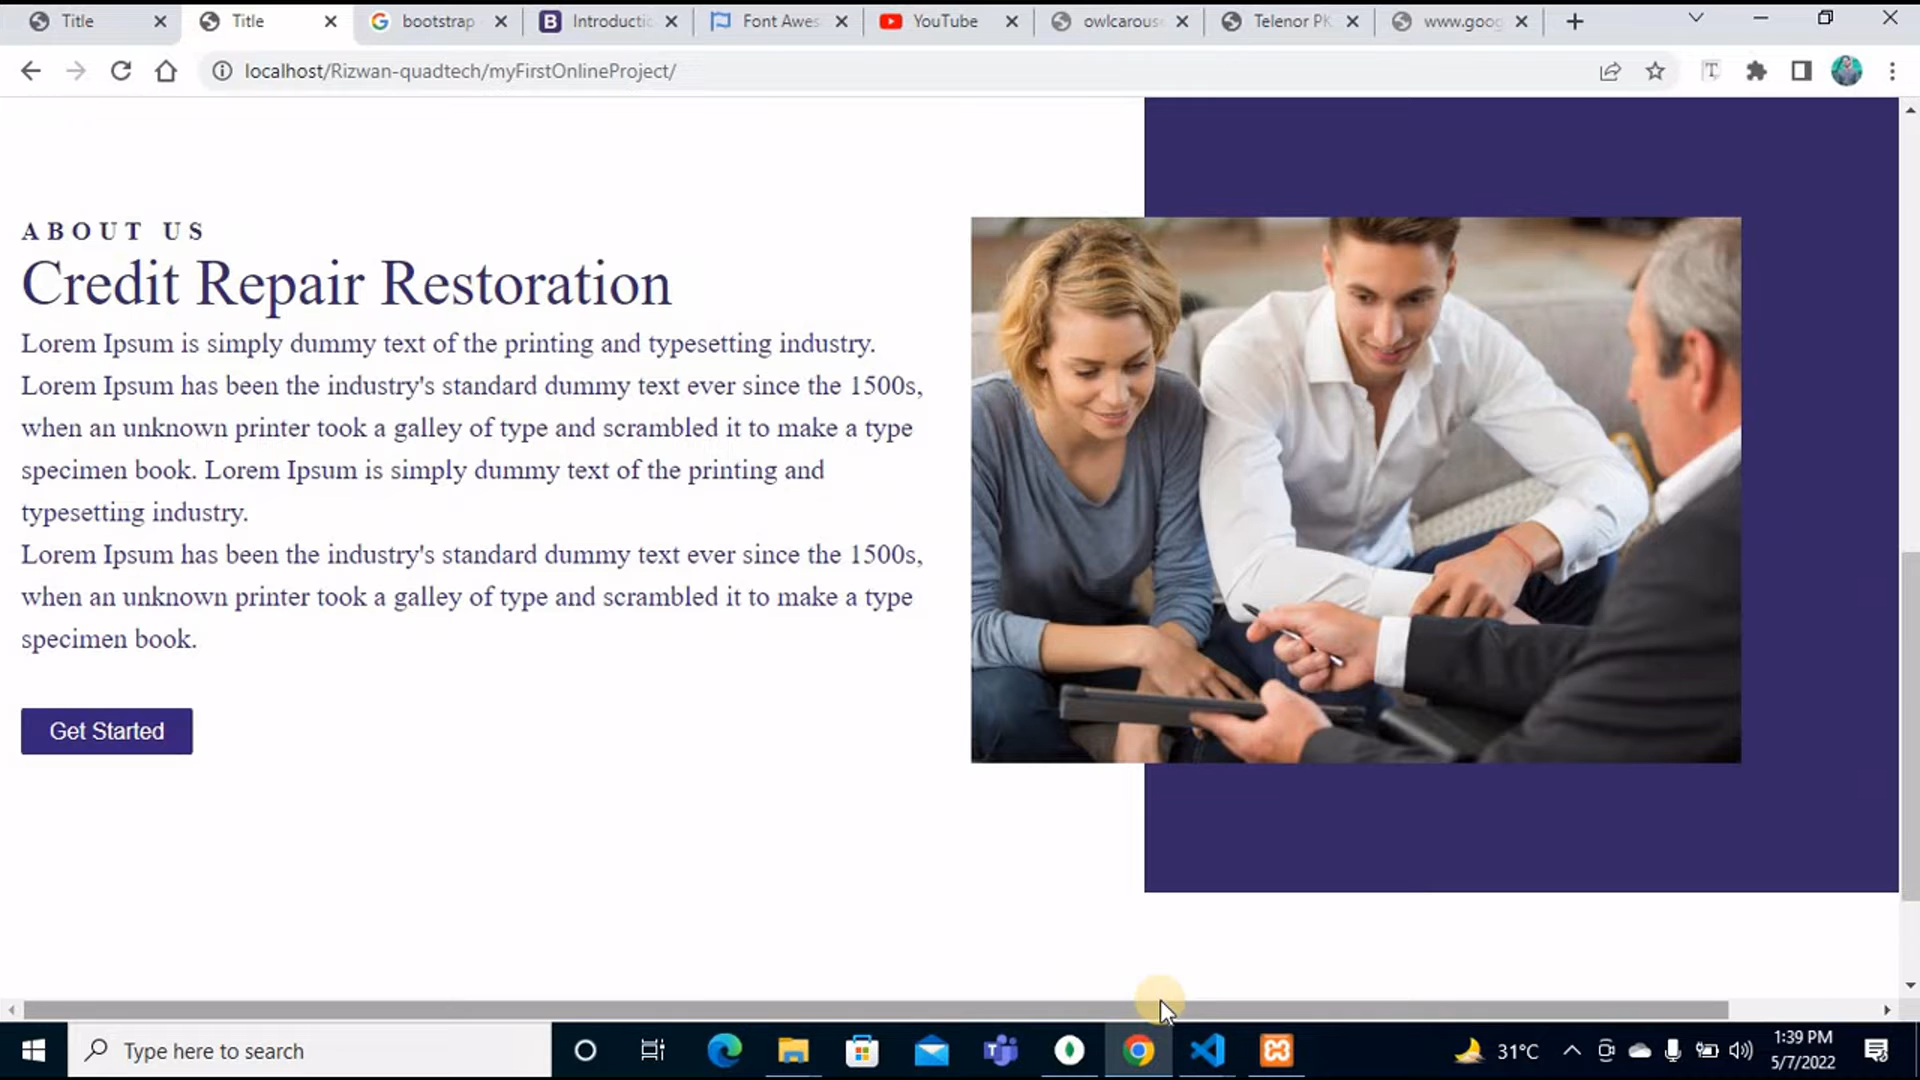 Title
Title
bootstrap
Introductic
Font Awes
YouTube
owlcarous
Telenor PK
www.goog
localhost/Rizwan-quadtech/myFirstOnlineProject/
ABOUT US
Credit Repair Restoration
Lorem Ipsum is simply dummy text of the printing and typesetting industry.
Lorem Ipsum has been the industry's standard dummy text ever since the 1500s,
when an unknown printer took a galley of type and scrambled it to make a type
specimen book. Lorem Ipsum is simply dummy text of the printing and
typesetting industry.
Lorem Ipsum has been the industry's standard dummy text ever since the 1500s,
when an unknown printer took a galley of type and scrambled it to make a type
specimen book.
Get Started
Type here to search
31°C
1:39 PM
5/7/2022